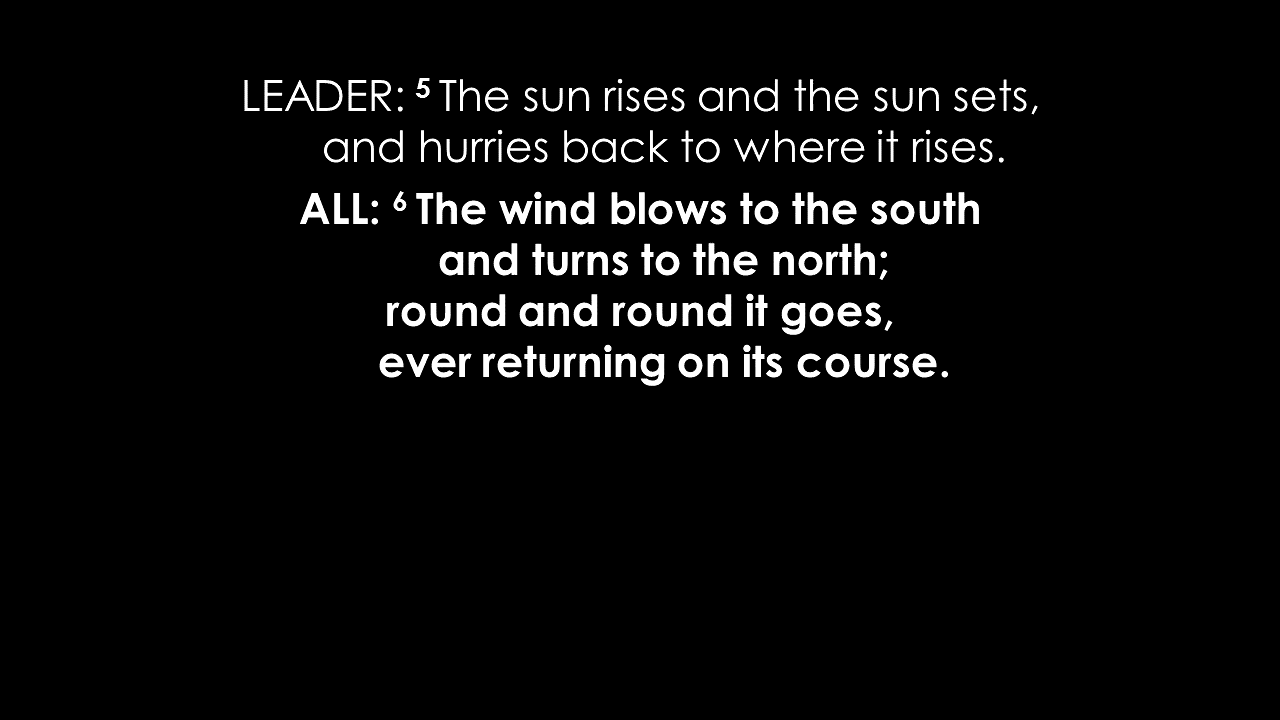 LEADER: 5 The sun rises and the sun sets,
and hurries back to where it rises.
ALL: 6 The wind blows to the south
and turns to the north;
round and round it goes,
ever returning on its course.